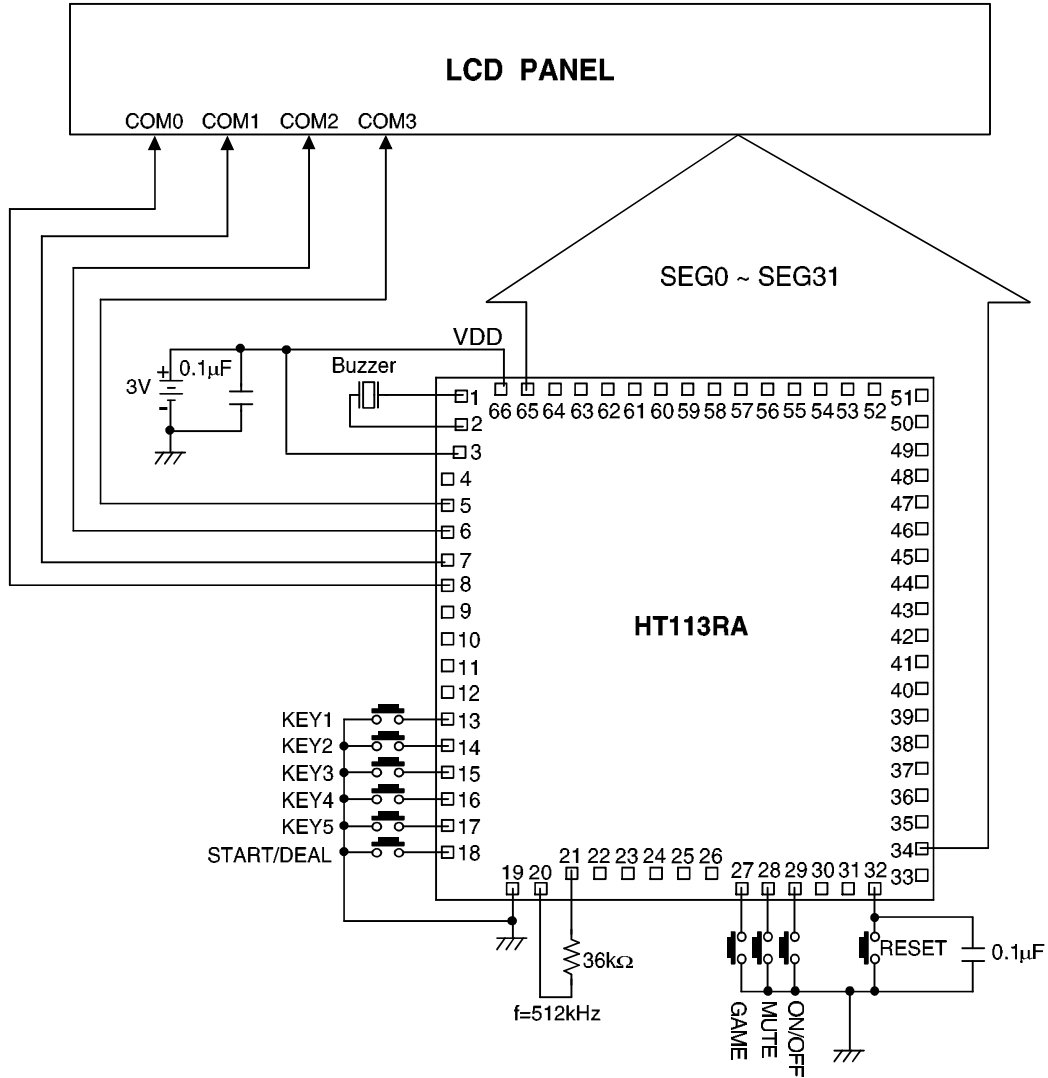 LCD PANEL
COM0 COM1 COM2 COM3
SEG0 ~ SEG31
VDD
Buzzer
+ 0.1μF
3V
-
1
2
3
4
5
6
7
8
9
10
11
12
13
14
15
16
17
18
66 65 64 63 62 61 60 59 58 57 56 55 54 53 52
51
50
49
48
47
46
45
44
43
42
41
40
39
38
37
36
35
34
33
HT113RA
KEY1
KEY2
KEY3
KEY4
KEY5
START/DEAL
19 20 21 22 23 24 25 26 27 28 29 30 31 32
36kΩ
f=512kHz
RESET
0.1μF
GAME
MUTE
ON/OFF